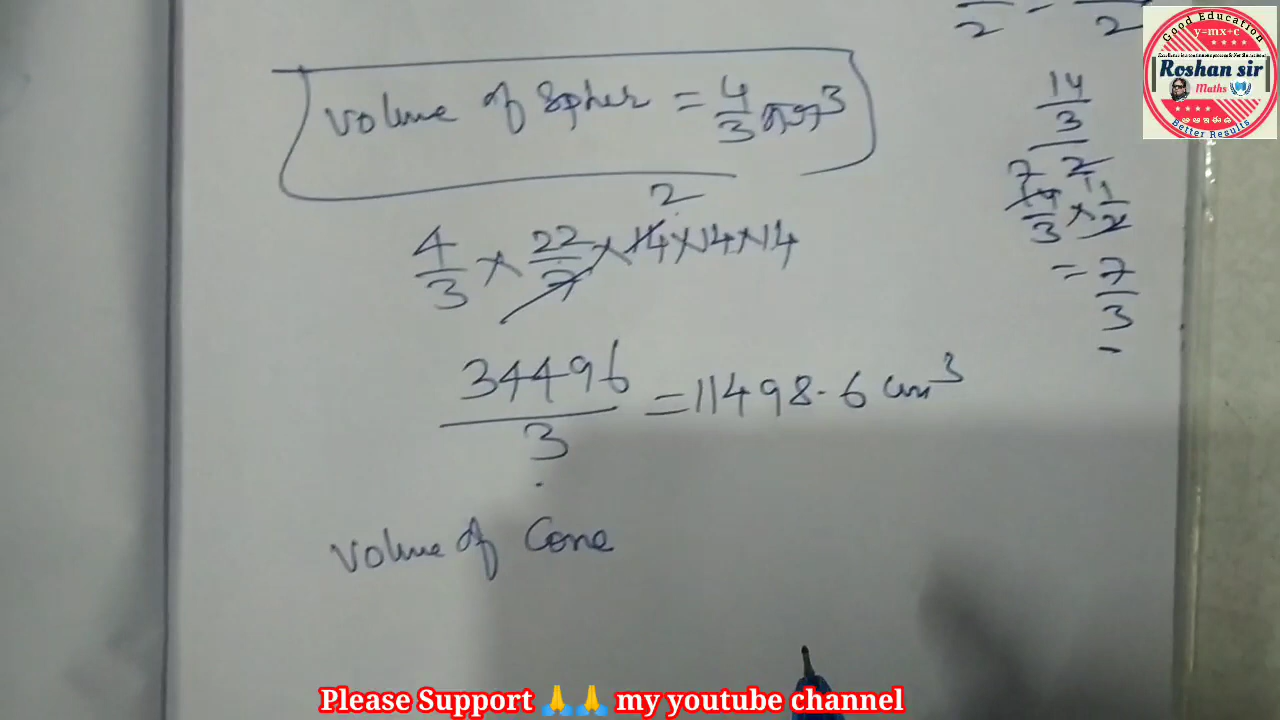 Volume of Spher = 4/3 πr³
4/3 × 22/7 × 14 × 14 × 14
2
34496/3 = 11498.6 cm³
Volume of Cone
14/3
2
7
14/3 × 1/2
= 7/3
Good Education
y=mx+c
Roshan sir
Maths
Better Results
Please Support 🙏🙏 my youtube channel